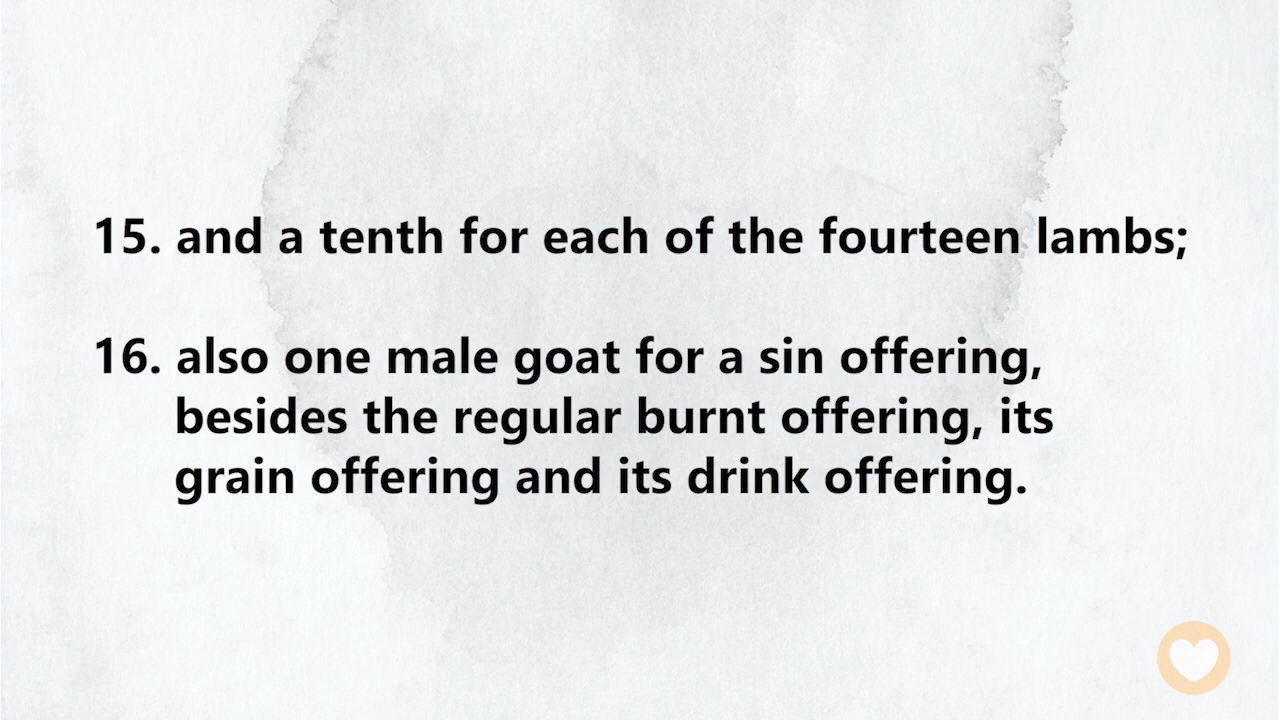 15. and a tenth for each of the fourteen lambs;
16. also one male goat for a sin offering,
besides the regular burnt offering, its
grain offering and its drink offering.